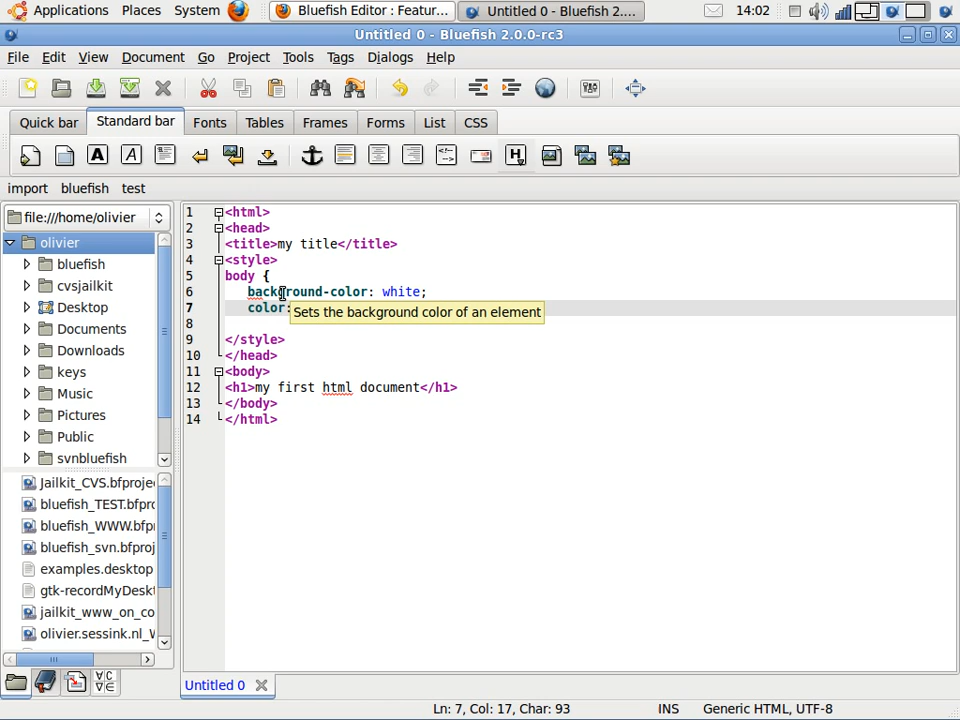 Applications Places System Bluefish Editor : Featur... Untitled 0 - Bluefish 2.... 14:02
Untitled 0 - Bluefish 2.0.0-rc3
File Edit View Document Go Project Tools Tags Dialogs Help
Quick bar Standard bar Fonts Tables Frames Forms List CSS
import bluefish test
file:///home/olivier
olivier
bluefish
cvsjailkit
Desktop
Documents
Downloads
keys
Music
Pictures
Public
svnbluefish
Jailkit_CVS.bfproje
bluefish_TEST.bfpro
bluefish_WWW.bfp
bluefish_svn.bfproj
examples.desktop
gtk-recordMyDesk
jailkit_www_on_co
olivier.sessink.nl_W
1 <html>
2 <head>
3 <title>my title</title>
4 <style>
5 body {
6 background-color: white;
7 color:
Sets the background color of an element
8
9 </style>
10 </head>
11 <body>
12 <h1>my first html document</h1>
13 </body>
14 </html>
Untitled 0
Ln: 7, Col: 17, Char: 93 INS Generic HTML, UTF-8